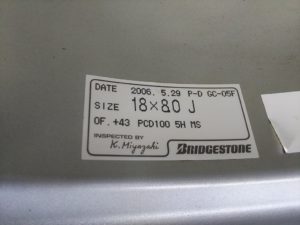 DATE 2006. 5.29 P-D GC-05F
SIZE 18×8.0 J
OF. +43 PCD100 5H MS
INSPECTED BY
K. Miyazaki BRIDGESTONE